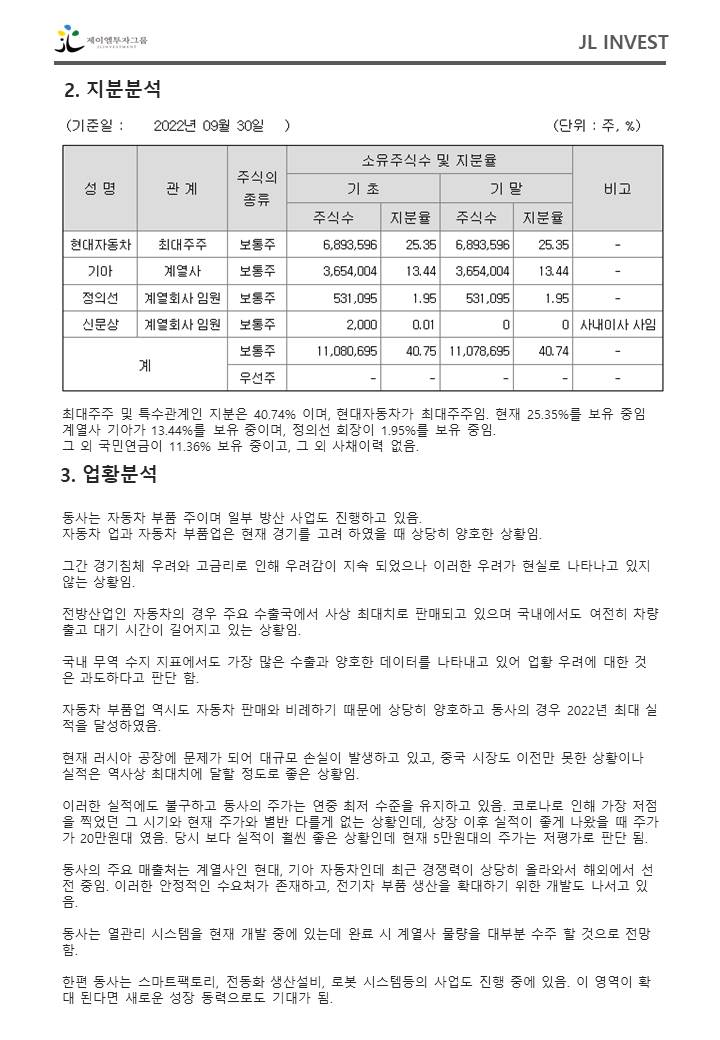 제이엘투자그룹
JL INVESTMENT
JL INVEST
2. 지분분석
(기준일 : 2022년 09월 30일 ) (단위 : 주, %)
성 명 관 계 주식의 종류 소유주식수 및 지분율 비고
기 초 기 말
주식수 지분율 주식수 지분율
현대자동차 최대주주 보통주 6,893,596 25.35 6,893,596 25.35 -
기아 계열사 보통주 3,654,004 13.44 3,654,004 13.44 -
정의선 계열회사 임원 보통주 531,095 1.95 531,095 1.95 -
신문상 계열회사 임원 보통주 2,000 0.01 0 0 사내이사 사임
계 보통주 11,080,695 40.75 11,078,695 40.74 -
우선주 - - - - -
최대주주 및 특수관계인 지분은 40.74% 이며, 현대자동차가 최대주주임. 현재 25.35%를 보유 중임
계열사 기아가 13.44%를 보유 중이며, 정의선 회장이 1.95%를 보유 중임.
그 외 국민연금이 11.36% 보유 중이고, 그 외 사채이력 없음.
3. 업황분석
동사는 자동차 부품 주이며 일부 방산 사업도 진행하고 있음.
자동차 업과 자동차 부품업은 현재 경기를 고려 하였을 때 상당히 양호한 상황임.
그간 경기침체 우려와 고금리로 인해 우려감이 지속 되었으나 이러한 우려가 현실로 나타나고 있지
않는 상황임.
전방산업인 자동차의 경우 주요 수출국에서 사상 최대치로 판매되고 있으며 국내에서도 여전히 차량
출고 대기 시간이 길어지고 있는 상황임.
국내 무역 수지 지표에서도 가장 많은 수출과 양호한 데이터를 나타내고 있어 업황 우려에 대한 것
은 과도하다고 판단 함.
자동차 부품업 역시도 자동차 판매와 비례하기 때문에 상당히 양호하고 동사의 경우 2022년 최대 실
적을 달성하였음.
현재 러시아 공장에 문제가 되어 대규모 손실이 발생하고 있고, 중국 시장도 이전만 못한 상황이나
실적은 역사상 최대치에 달할 정도로 좋은 상황임.
이러한 실적에도 불구하고 동사의 주가는 연중 최저 수준을 유지하고 있음. 코로나로 인해 가장 저점
을 찍었던 그 시기와 현재 주가와 별반 다를게 없는 상황인데, 상장 이후 실적이 좋게 나왔을 때 주가
가 20만원대 였음. 당시 보다 실적이 훨씬 좋은 상황인데 현재 5만원대의 주가는 저평가로 판단 됨.
동사의 주요 매출처는 계열사인 현대, 기아 자동차인데 최근 경쟁력이 상당히 올라와서 해외에서 선
전 중임. 이러한 안정적인 수요처가 존재하고, 전기차 부품 생산을 확대하기 위한 개발도 나서고 있
음.
동사는 열관리 시스템을 현재 개발 중에 있는데 완료 시 계열사 물량을 대부분 수주 할 것으로 전망
함.
한편 동사는 스마트팩토리, 전동화 생산설비, 로봇 시스템등의 사업도 진행 중에 있음. 이 영역이 확
대 된다면 새로운 성장 동력으로도 기대가 됨.